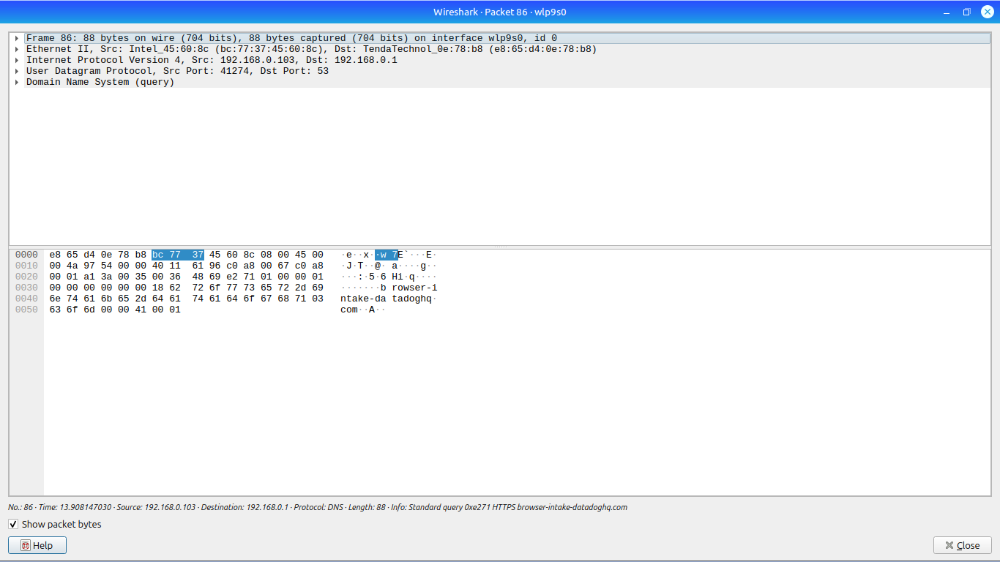 Wireshark · Packet 86 · wlp9s0
Frame 86: 88 bytes on wire (704 bits), 88 bytes captured (704 bits) on interface wlp9s0, id 0
Ethernet II, Src: Intel_45:60:8c (bc:77:37:45:60:8c), Dst: TendaTechnol_0e:78:b8 (e8:65:d4:0e:78:b8)
Internet Protocol Version 4, Src: 192.168.0.103, Dst: 192.168.0.1
User Datagram Protocol, Src Port: 41274, Dst Port: 53
Domain Name System (query)
0000 e8 65 d4 0e 78 b8 bc 77 37 45 60 8c 08 00 45 00 ·e··x··w 7E`···E·
0010 00 4a 97 54 00 00 40 11 61 96 c0 a8 00 67 c0 a8 ·J·T··@· a····g··
0020 00 01 a1 3a 00 35 00 36 48 69 e2 71 01 00 00 01 ···:·5·6 Hi·q····
0030 00 00 00 00 00 00 18 62 72 6f 77 73 65 72 2d 69 ·······b rowser-i
0040 6e 74 61 6b 65 2d 64 61 74 61 64 6f 67 68 71 03 ntake-da tadoghq·
0050 63 6f 6d 00 00 41 00 01 com··A··
No.: 86 · Time: 13.908147030 · Source: 192.168.0.103 · Destination: 192.168.0.1 · Protocol: DNS · Length: 88 · Info: Standard query 0xe271 HTTPS browser-intake-datadoghq.com
Show packet bytes
Help
Close